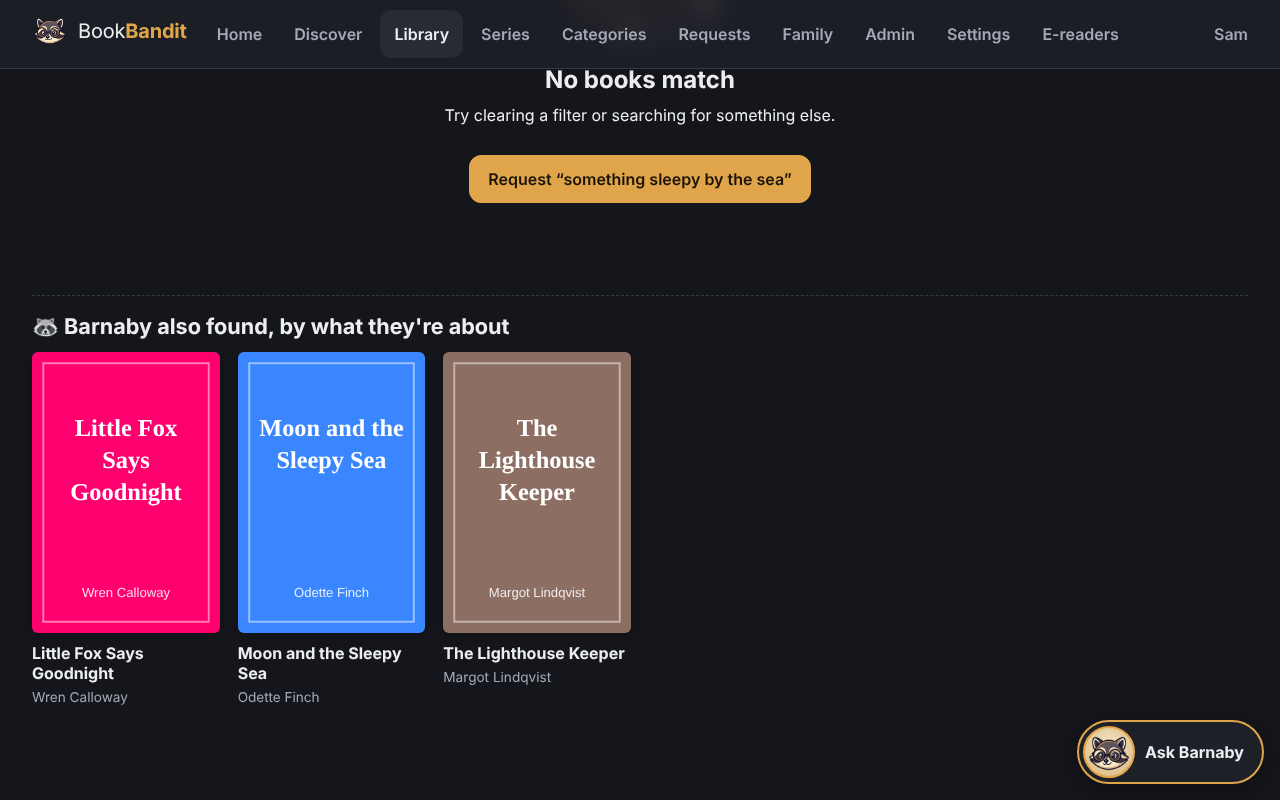 BookBandit
Home
Discover
Library
Series
Categories
Requests
Family
Admin
Settings
E-readers
Sam
No books match
Try clearing a filter or searching for something else.
Request “something sleepy by the sea”
Barnaby also found, by what they're about
Little Fox
Says
Goodnight
Wren Calloway
Moon and the
Sleepy Sea
Odette Finch
The
Lighthouse
Keeper
Margot Lindqvist
Little Fox Says
Goodnight
Wren Calloway
Moon and the Sleepy
Sea
Odette Finch
The Lighthouse Keeper
Margot Lindqvist
Ask Barnaby